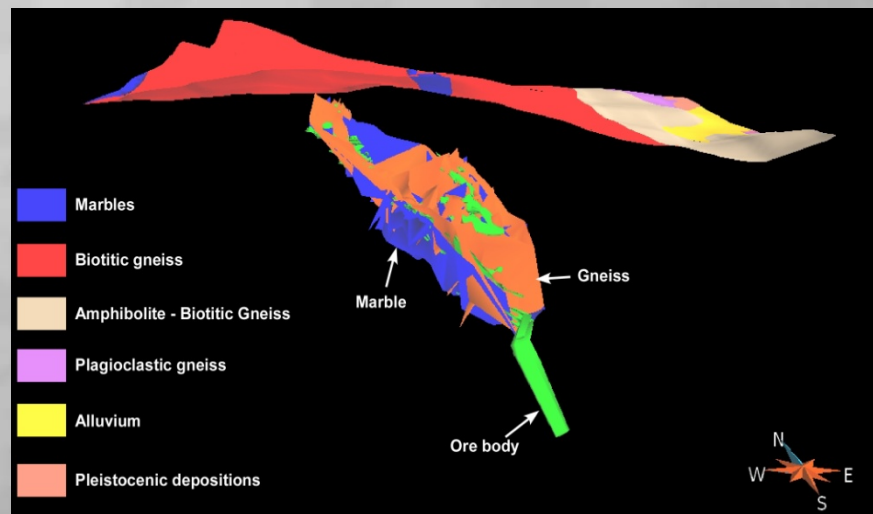 Marbles
Biotitic gneiss
Amphibolite - Biotitic Gneiss
Plagioclastic gneiss
Alluvium
Pleistocenic depositions
Marble
Gneiss
Ore body
N
W
E
S